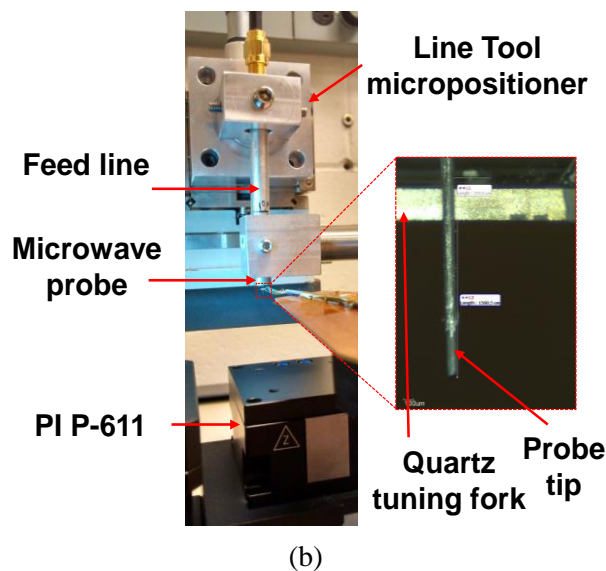 Line Tool
micropositioner
Feed line
Microwave
probe
PI P-611
Z
Quartz
tuning fork
Probe
tip
(b)